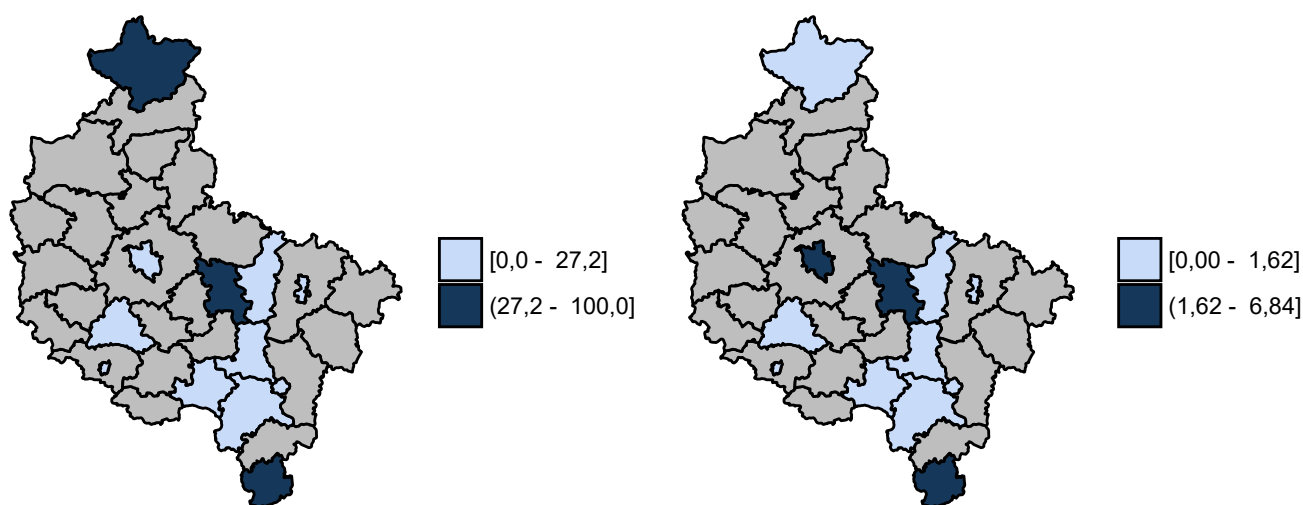 [0,0 - 27,2]
(27,2 - 100,0]
[0,00 - 1,62]
(1,62 - 6,84]